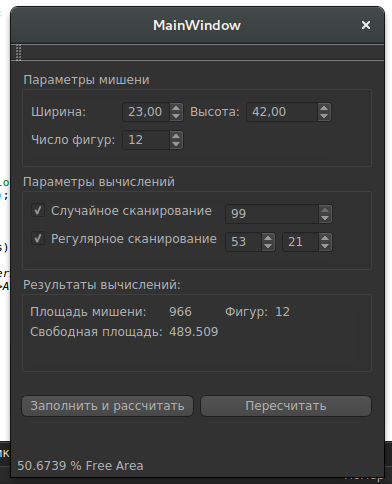 MainWindow
Параметры мишени
Ширина: 23,00 Высота: 42,00
Число фигур: 12
Параметры вычислений
Случайное сканирование 99
Регулярное сканирование 53 21
Результаты вычислений:
Площадь мишени: 966 Фигур: 12
Свободная площадь: 489.509
Заполнить и рассчитать Пересчитать
50.6739 % Free Area